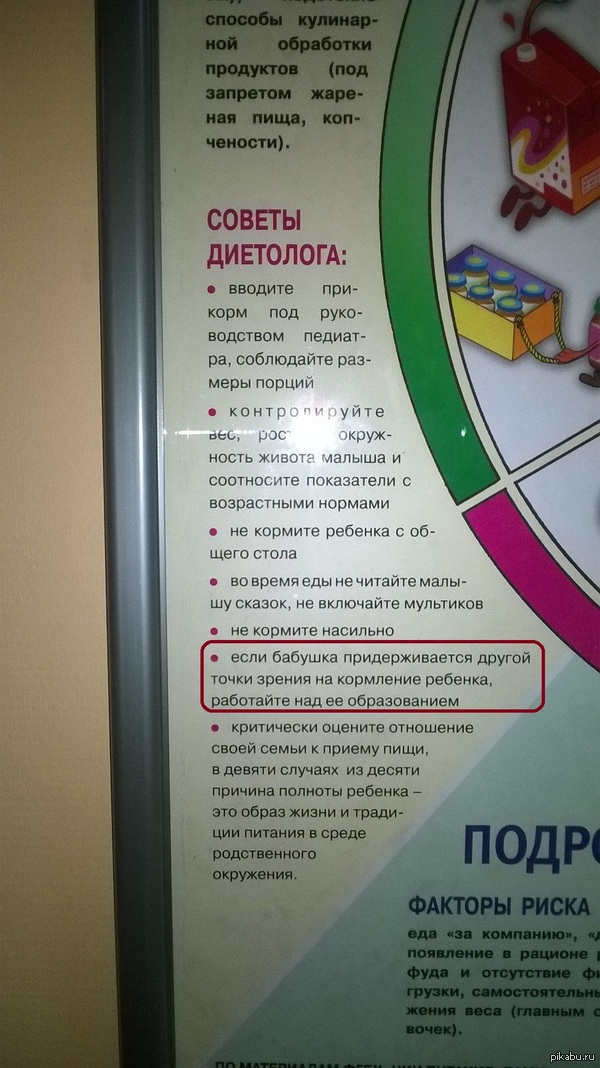 способы кулинар-
ной обработки
продуктов (под
запретом жаре-
ная пища, коп-
чености).
СОВЕТЫ
ДИЕТОЛОГА:
• вводите при-
корм под руко-
водством педиат-
ра, соблюдайте раз-
меры порций
• контролируйте
вес, рос окруж-
ность живота малыша и
соотносите показатели с
возрастными нормами
• не кормите ребенка с об-
щего стола
• во время еды не читайте малы-
шу сказок, не включайте мультиков
• не кормите насильно
• если бабушка придерживается другой
точки зрения на кормление ребенка,
работайте над ее образованием
• критически оцените отношение
своей семьи к приему пищи,
в девяти случаях из десяти
причина полноты ребенка –
это образ жизни и тради-
ции питания в среде
родственного
окружения.
ПОДРО
ФАКТОРЫ РИСКА
еда «за компанию», «д
появление в рационе
фуда и отсутствие фи
грузки, самостоятельн
жения веса (главным о
вочек).
pikabu.ru